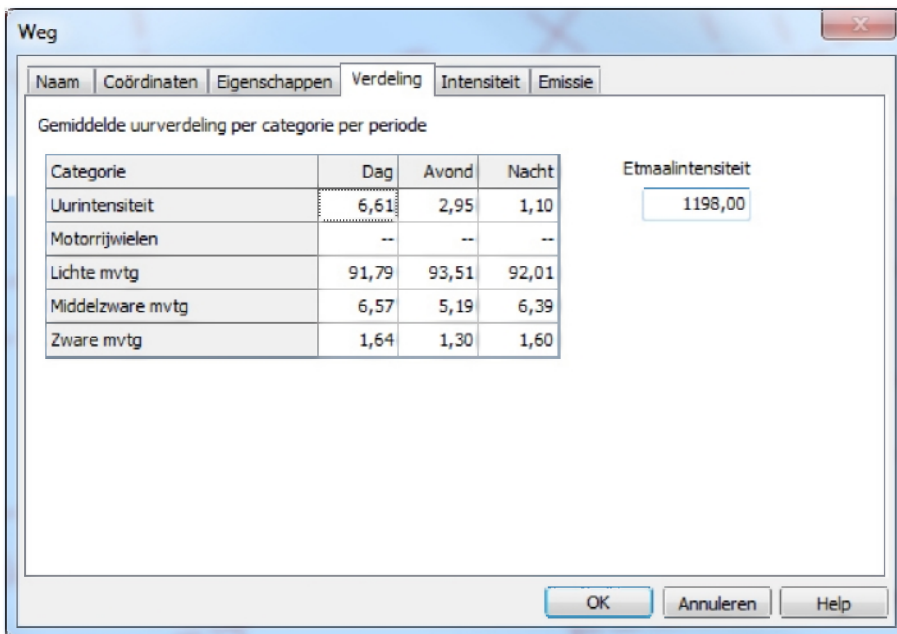 Weg
Naam Coördinaten Eigenschappen Verdeling Intensiteit Emissie
Gemiddelde uurverdeling per categorie per periode
Categorie Dag Avond Nacht Etmaalintensiteit
Uurintensiteit 6,61 2,95 1,10 1198,00
Motorrijwielen -- -- --
Lichte mvtg 91,79 93,51 92,01
Middelzware mvtg 6,57 5,19 6,39
Zware mvtg 1,64 1,30 1,60
OK Annuleren Help